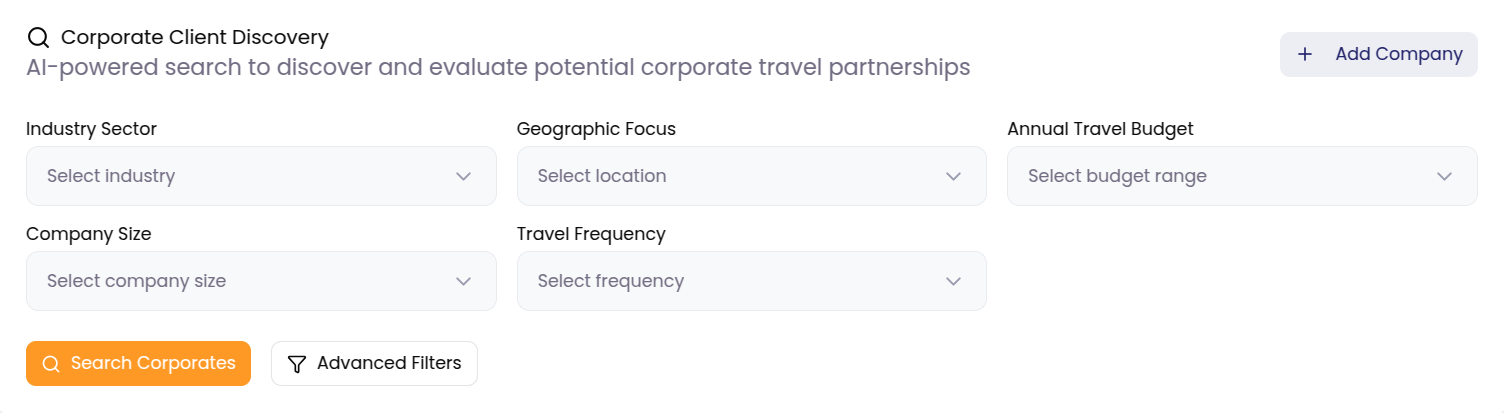 Corporate Client Discovery
AI-powered search to discover and evaluate potential corporate travel partnerships
Add Company
Industry Sector
Geographic Focus
Annual Travel Budget
Select industry
Select location
Select budget range
Company Size
Travel Frequency
Select company size
Select frequency
Search Corporates
Advanced Filters